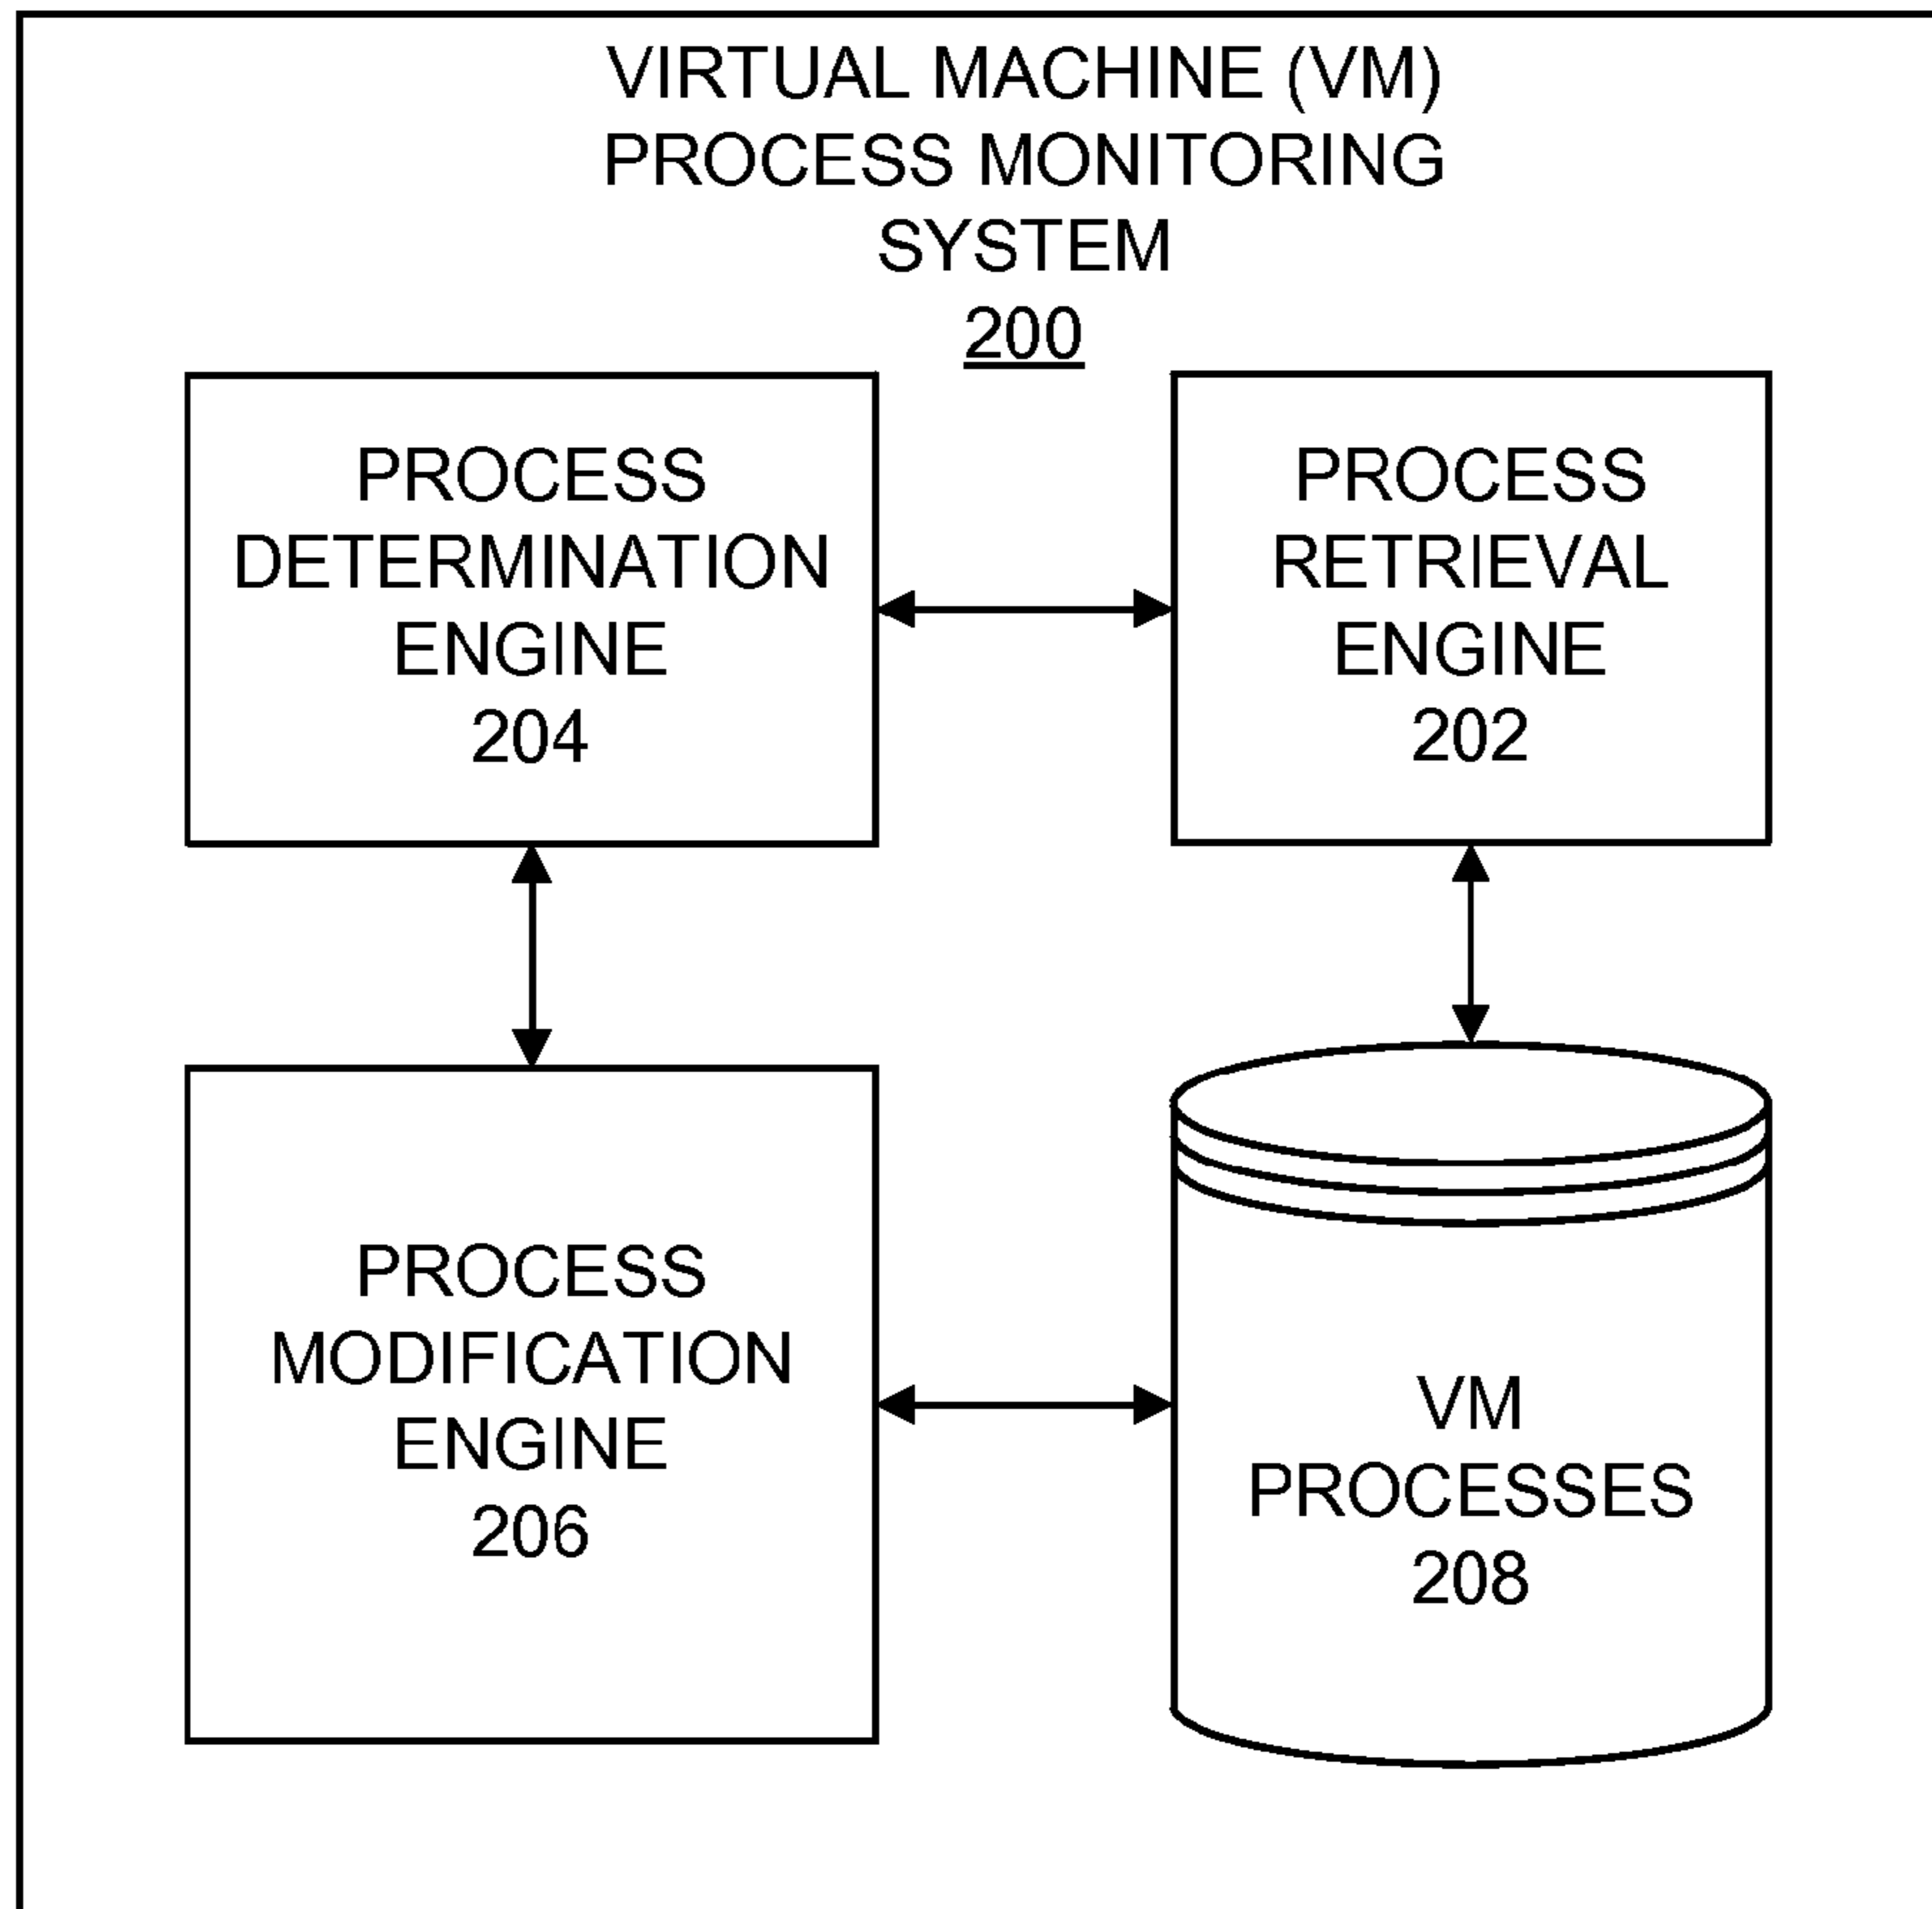 VIRTUAL MACHINE (VM)
PROCESS MONITORING
SYSTEM
200
PROCESS
DETERMINATION
ENGINE
204
PROCESS
RETRIEVAL
ENGINE
202
PROCESS
MODIFICATION
ENGINE
206
VM
PROCESSES
208